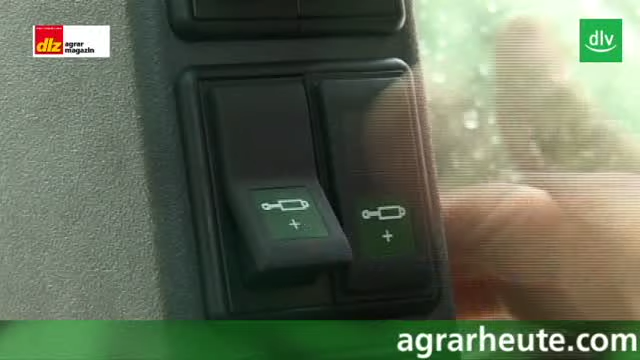 dlz agrar
magazin
dlv
+
+
agrarheute.com